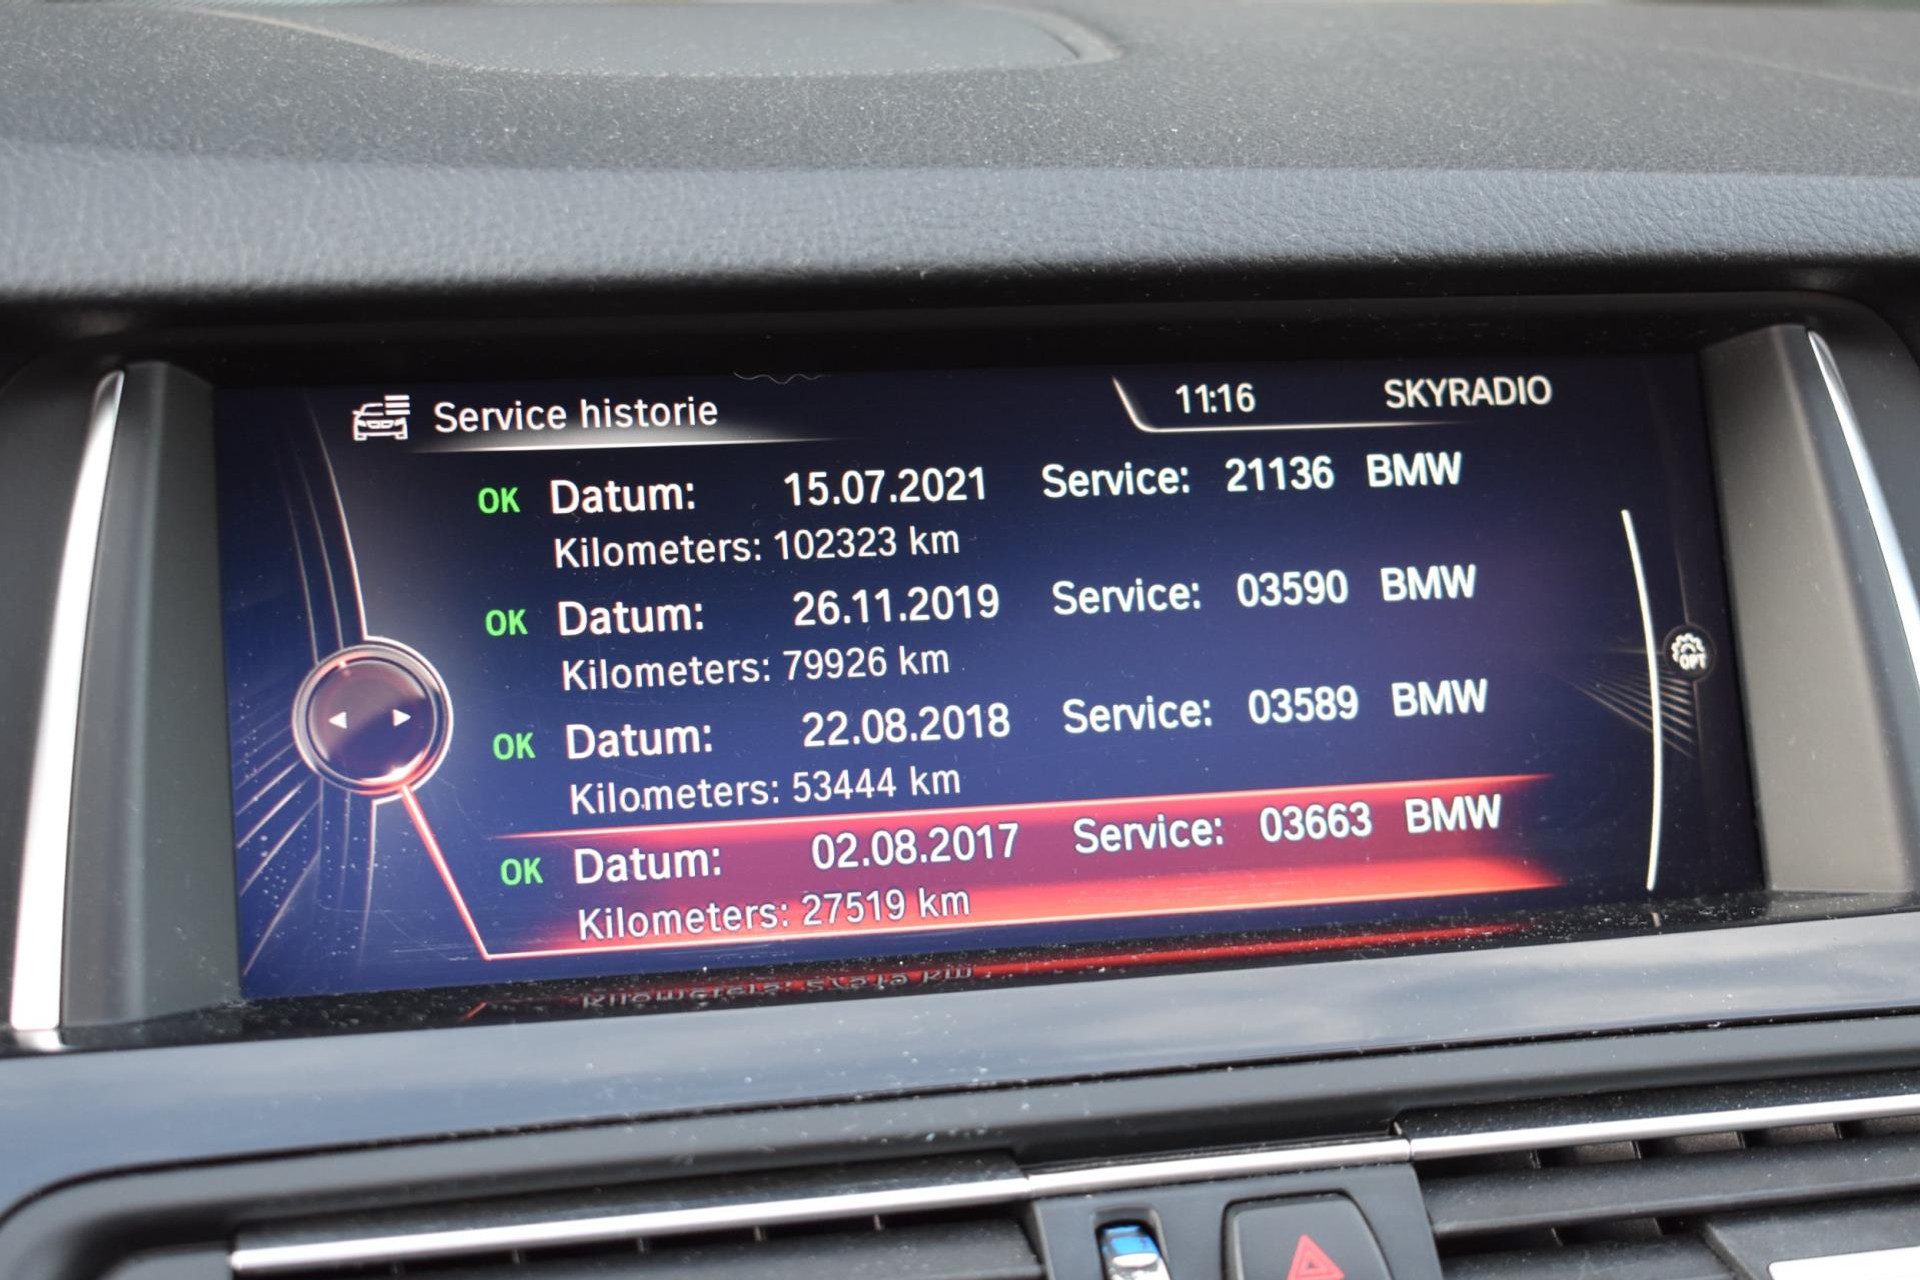 Service historie
11:16 SKYRADIO
OK Datum: 15.07.2021 Service: 21136 BMW
Kilometers: 102323 km
OK Datum: 26.11.2019 Service: 03590 BMW
Kilometers: 79926 km
OK Datum: 22.08.2018 Service: 03589 BMW
Kilometers: 53444 km
OK Datum: 02.08.2017 Service: 03663 BMW
Kilometers: 27519 km
OPT